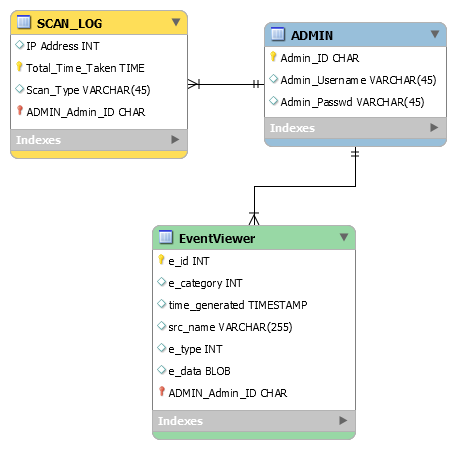 SCAN_LOG
IP Address INT
Total_Time_Taken TIME
Scan_Type VARCHAR(45)
ADMIN_Admin_ID CHAR
Indexes
ADMIN
Admin_ID CHAR
Admin_Username VARCHAR(45)
Admin_Passwd VARCHAR(45)
Indexes
EventViewer
e_id INT
e_category INT
time_generated TIMESTAMP
src_name VARCHAR(255)
e_type INT
e_data BLOB
ADMIN_Admin_ID CHAR
Indexes